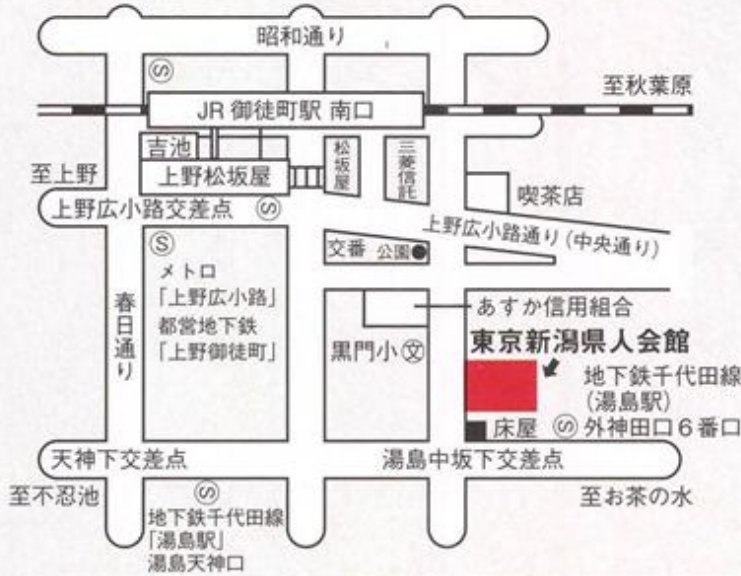 昭和通り
Ⓢ
至秋葉原
JR 御徒町駅 南口
吉池
松坂屋
三菱信託
至上野
上野松坂屋
喫茶店
上野広小路交差点
Ⓢ
上野広小路通り(中央通り)
Ⓢ
交番
公園
メトロ
「上野広小路」
都営地下鉄
「上野御徒町」
春日通り
あすか信用組合
黒門小 文
東京新潟県人会館
地下鉄千代田線
(湯島駅)
床屋
Ⓢ 外神田口6番口
天神下交差点
湯島中坂下交差点
至不忍池
Ⓢ
至お茶の水
地下鉄千代田線
「湯島駅」
湯島天神口